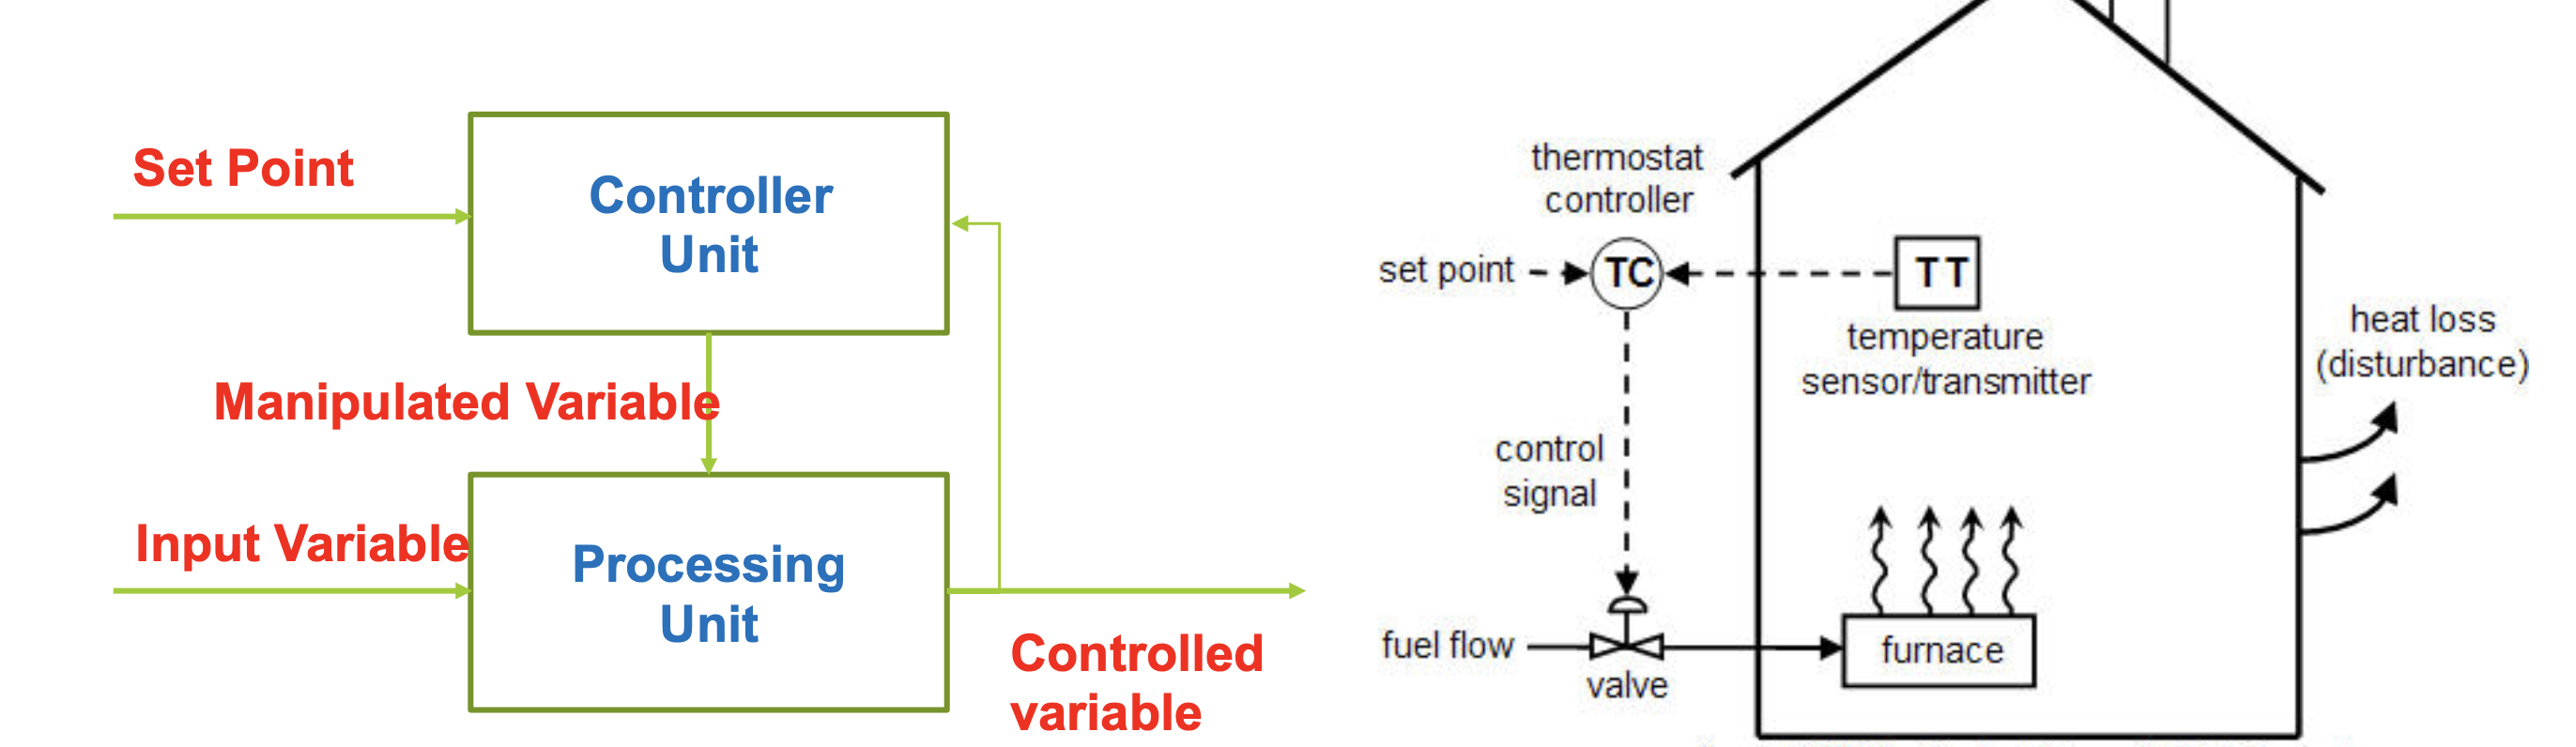 Set Point
Controller
Unit
Manipulated Variable
Input Variable
Processing
Unit
Controlled
variable
thermostat
controller
set point
TC
TT
temperature
sensor/transmitter
heat loss
(disturbance)
control
signal
fuel flow
valve
furnace